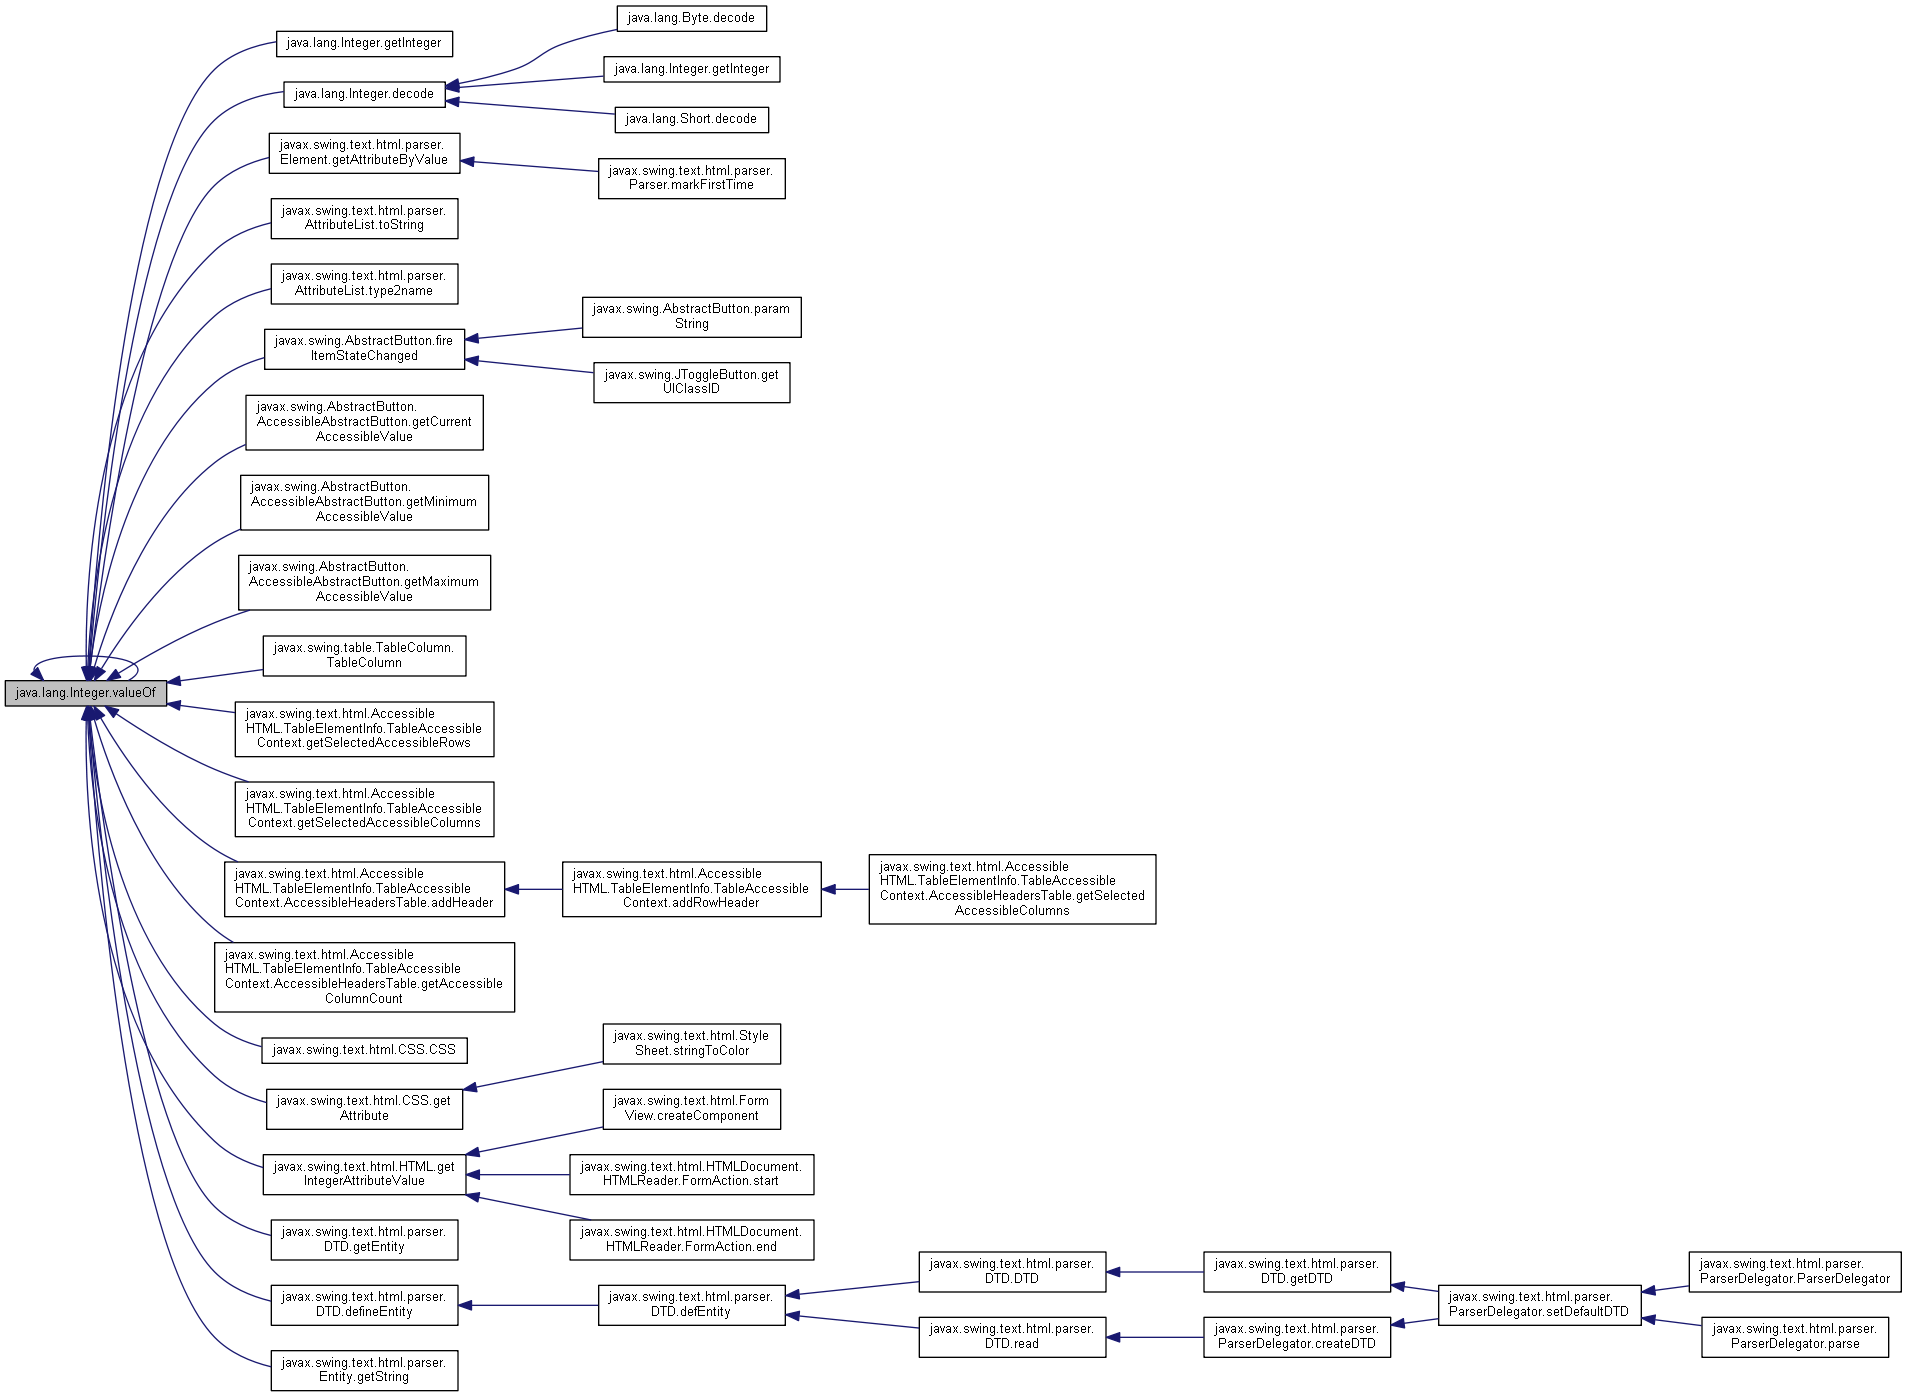 java.lang.Byte.decode
java.lang.Integer.getInteger
java.lang.Integer.getInteger
java.lang.Integer.decode
java.lang.Short.decode
javax.swing.text.html.parser.
Element.getAttributeByValue
javax.swing.text.html.parser.
Parser.markFirstTime
javax.swing.text.html.parser.
AttributeList.toString
javax.swing.text.html.parser.
AttributeList.type2name
javax.swing.AbstractButton.param
String
javax.swing.AbstractButton.fire
ItemStateChanged
javax.swing.JToggleButton.get
UIClassID
javax.swing.AbstractButton.
AccessibleAbstractButton.getCurrent
AccessibleValue
javax.swing.AbstractButton.
AccessibleAbstractButton.getMinimum
AccessibleValue
javax.swing.AbstractButton.
AccessibleAbstractButton.getMaximum
AccessibleValue
javax.swing.table.TableColumn.
TableColumn
java.lang.Integer.valueOf
javax.swing.text.html.Accessible
HTML.TableElementInfo.TableAccessible
Context.getSelectedAccessibleRows
javax.swing.text.html.Accessible
HTML.TableElementInfo.TableAccessible
Context.getSelectedAccessibleColumns
javax.swing.text.html.Accessible
HTML.TableElementInfo.TableAccessible
Context.AccessibleHeadersTable.addHeader
javax.swing.text.html.Accessible
HTML.TableElementInfo.TableAccessible
Context.addRowHeader
javax.swing.text.html.Accessible
HTML.TableElementInfo.TableAccessible
Context.AccessibleHeadersTable.getSelected
AccessibleColumns
javax.swing.text.html.Accessible
HTML.TableElementInfo.TableAccessible
Context.AccessibleHeadersTable.getAccessible
ColumnCount
javax.swing.text.html.CSS.CSS
javax.swing.text.html.Style
Sheet.stringToColor
javax.swing.text.html.CSS.get
Attribute
javax.swing.text.html.Form
View.createComponent
javax.swing.text.html.HTML.get
IntegerAttributeValue
javax.swing.text.html.HTMLDocument.
HTMLReader.FormAction.start
javax.swing.text.html.HTMLDocument.
HTMLReader.FormAction.end
javax.swing.text.html.parser.
DTD.getEntity
javax.swing.text.html.parser.
DTD.defineEntity
javax.swing.text.html.parser.
DTD.defEntity
javax.swing.text.html.parser.
DTD.DTD
javax.swing.text.html.parser.
DTD.getDTD
javax.swing.text.html.parser.
DTD.read
javax.swing.text.html.parser.
ParserDelegator.createDTD
javax.swing.text.html.parser.
ParserDelegator.setDefaultDTD
javax.swing.text.html.parser.
ParserDelegator.ParserDelegator
javax.swing.text.html.parser.
ParserDelegator.parse
javax.swing.text.html.parser.
Entity.getString